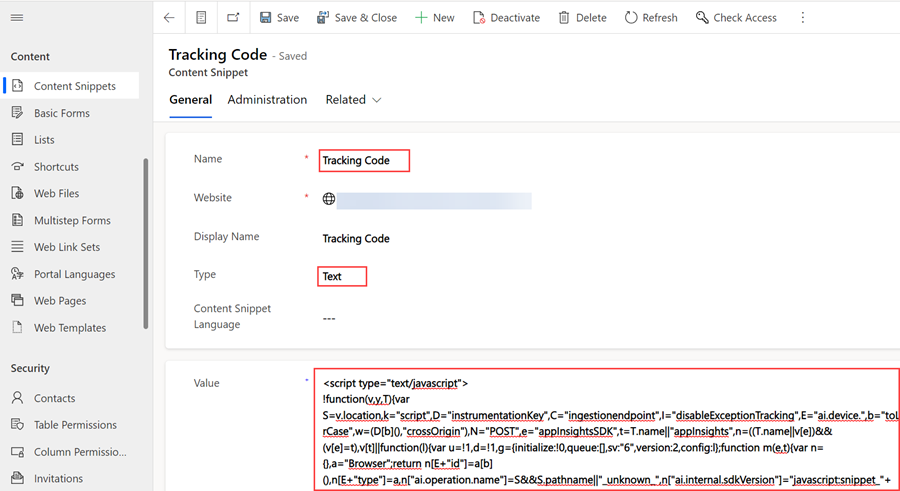 Save
Save & Close
New
Deactivate
Delete
Refresh
Check Access
Content
Content Snippets
Basic Forms
Lists
Shortcuts
Web Files
Multistep Forms
Web Link Sets
Portal Languages
Web Pages
Web Templates
Security
Contacts
Table Permissions
Column Permissio...
Invitations
Tracking Code - Saved
Content Snippet
General Administration Related
Name * Tracking Code
Website *
Display Name Tracking Code
Type Text
Content Snippet
Language ---
Value *
<script type="text/javascript">
!function(v,y,T){var
S=v.location,k="script",D="instrumentationKey",C="ingestionendpoint",I="disableExceptionTracking",E="ai.device.",b="toL
rCase",w=(D[b](),"crossOrigin"),N="POST",e="appInsightsSDK",t=T.name||"appInsights",n=((T.name||v[e])&&
(v[e]=t),v[t]||function(l){var u=!1,d=!1,g={initialize:!0,queue:[],sv:"6",version:2,config:l};function m(e,t){var n=
{},a="Browser";return n[E+"id"]=a[b]
(),n[E+"type"]=a,n["ai.operation.name"]=S&&S.pathname||"_unknown_",n["ai.internal.sdkVersion"]="javascript:snippet_"+